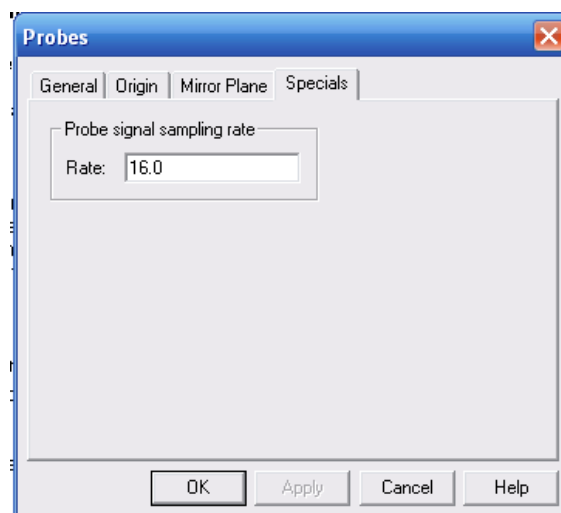 Probes
General Origin Mirror Plane Specials
Probe signal sampling rate
Rate: 16.0
OK Apply Cancel Help